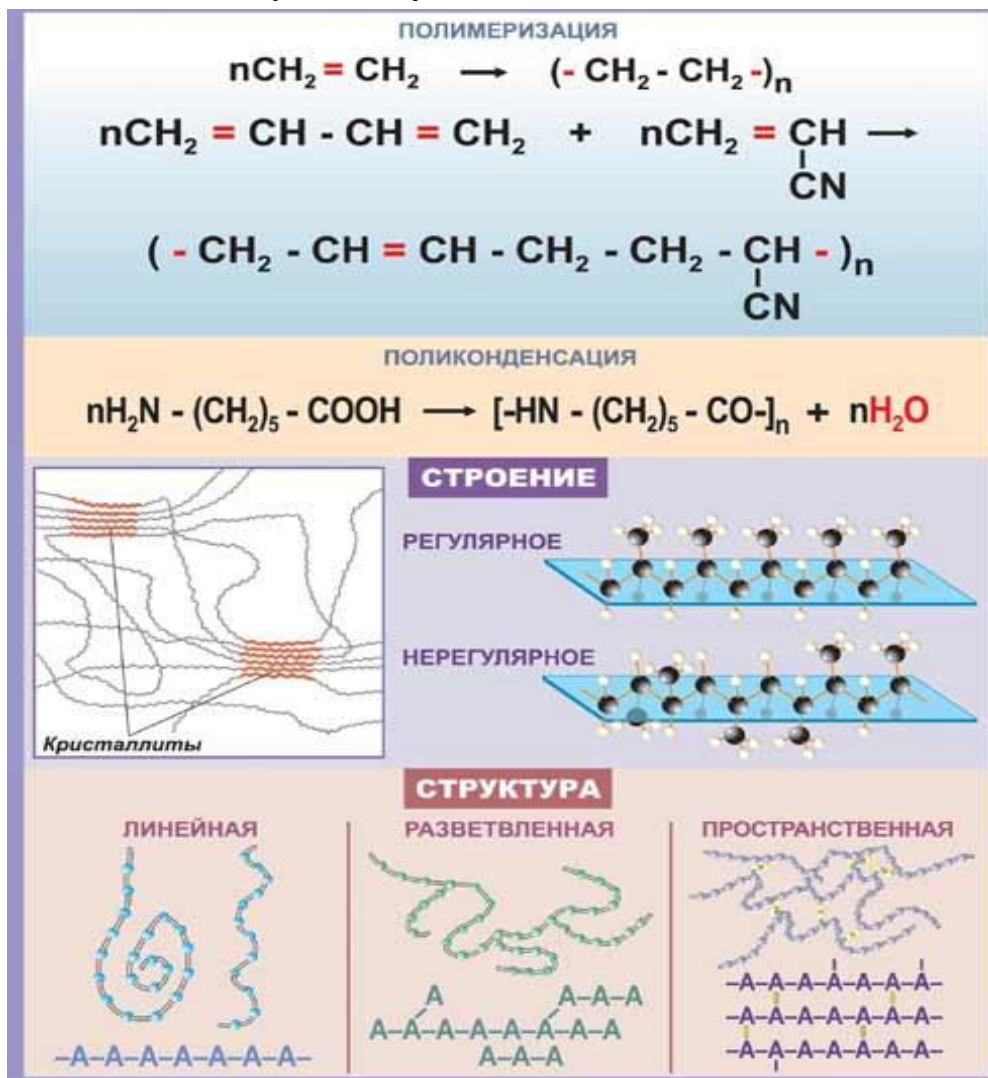 ПОЛИМЕРИЗАЦИЯ
nCH₂ = CH₂ → (- CH₂ - CH₂ -)ₙ
nCH₂ = CH - CH = CH₂ + nCH₂ = CH →
CN
( - CH₂ - CH = CH - CH₂ - CH₂ - CH - )ₙ
CN
ПОЛИКОНДЕНСАЦИЯ
nH₂N - (CH₂)₅ - COOH → [-HN - (CH₂)₅ - CO-]ₙ + nH₂O
СТРОЕНИЕ
РЕГУЛЯРНОЕ
НЕРЕГУЛЯРНОЕ
Кристаллиты
СТРУКТУРА
ЛИНЕЙНАЯ
РАЗВЕТВЛЕННАЯ
ПРОСТРАНСТВЕННАЯ
–A–A–A–A–A–A–A–
A A–A–A
A–A–A–A–A–A–A–A
A–A–A
–A–A–A–A–A–A–A–
–A–A–A–A–A–A–A–
–A–A–A–A–A–A–A–